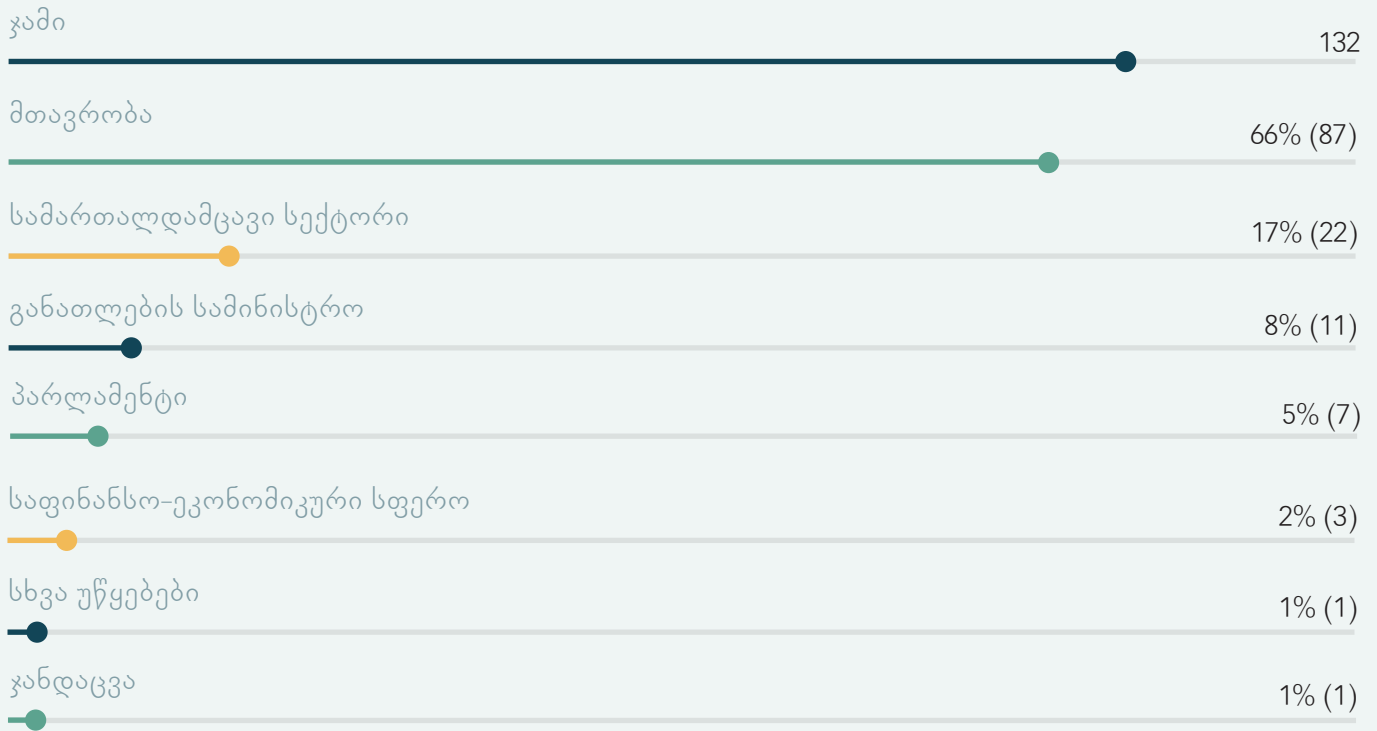 ჯამი
132
მთავრობა
66% (87)
სამართალდამცავი სექტორი
17% (22)
განათლების სამინისტრო
8% (11)
პარლამენტი
5% (7)
საფინანსო-ეკონომიკური სფერო
2% (3)
სხვა უწყებები
1% (1)
ჯანდაცვა
1% (1)